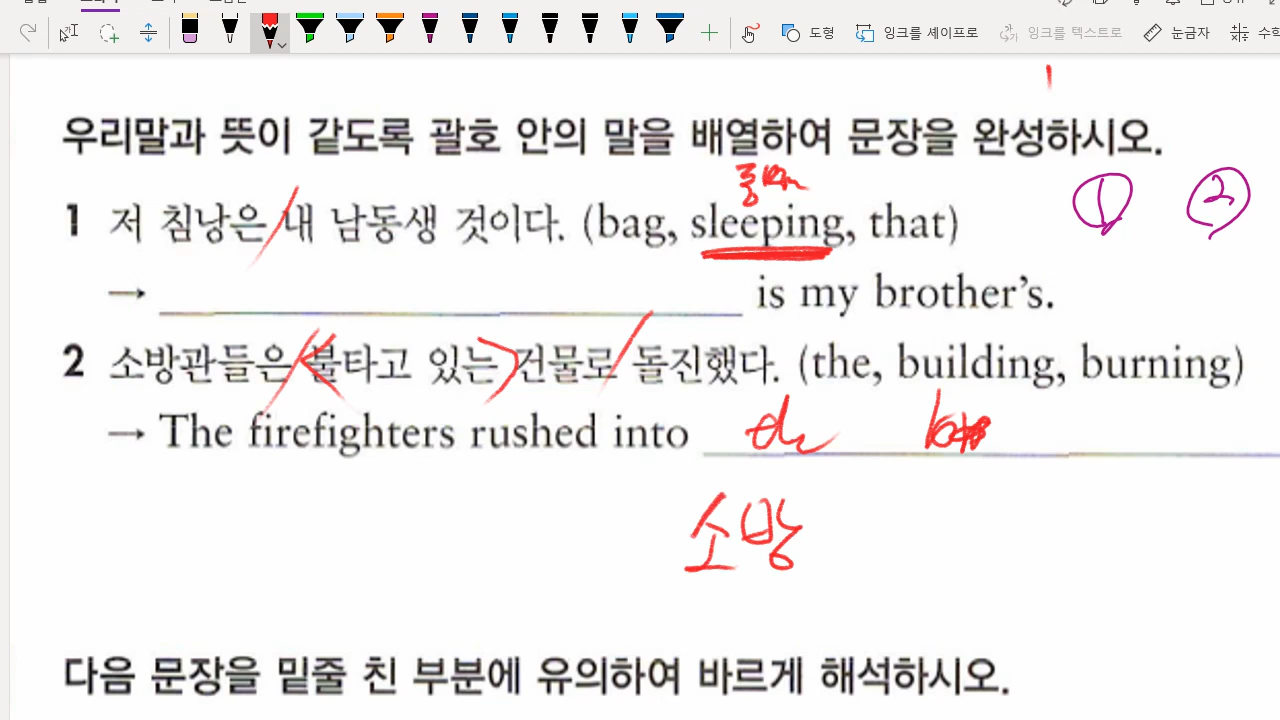 도형 잉크를 셰이프로 잉크를 텍스트로 눈금자
우리말과 뜻이 같도록 괄호 안의 말을 배열하여 문장을 완성하시오.
① ②
1 저 침낭은 내 남동생 것이다. (bag, sleeping, that)
→ is my brother’s.
2 소방관들은 불타고 있는 건물로 돌진했다. (the, building, burning)
→ The firefighters rushed into the
소방
다음 문장을 밑줄 친 부분에 유의하여 바르게 해석하시오.